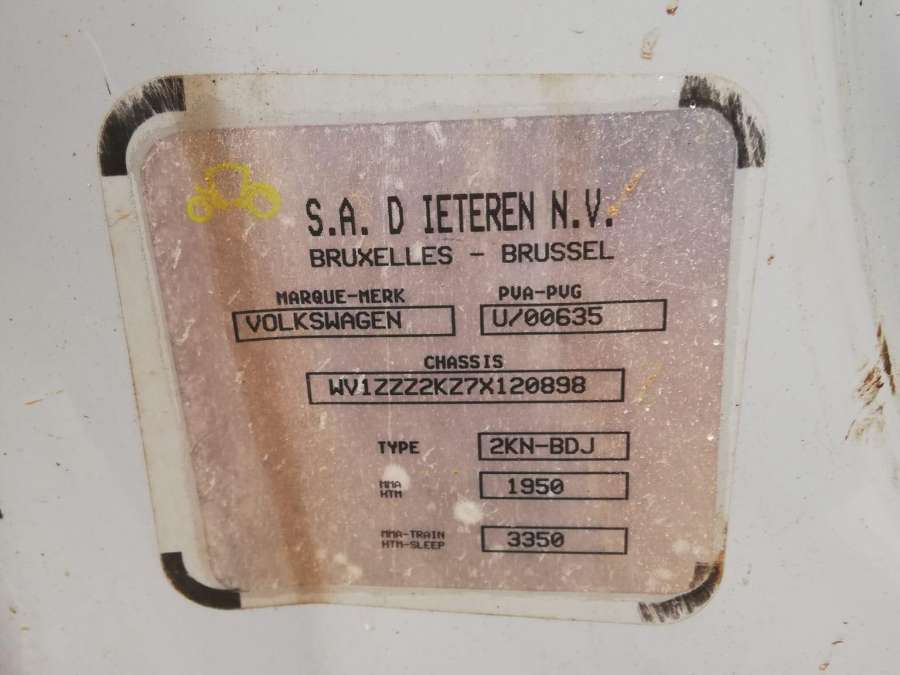 S.A. D IETEREN N.V.
BRUXELLES - BRUSSEL
MARQUE-MERK PVA-PVG
VOLKSWAGEN U/00635
CHASSIS
WV1ZZZ2KZ7X120898
TYPE 2KN-BDJ
MMA
HTM 1950
MMA-TRAIN
HTM-SLEEP 3350